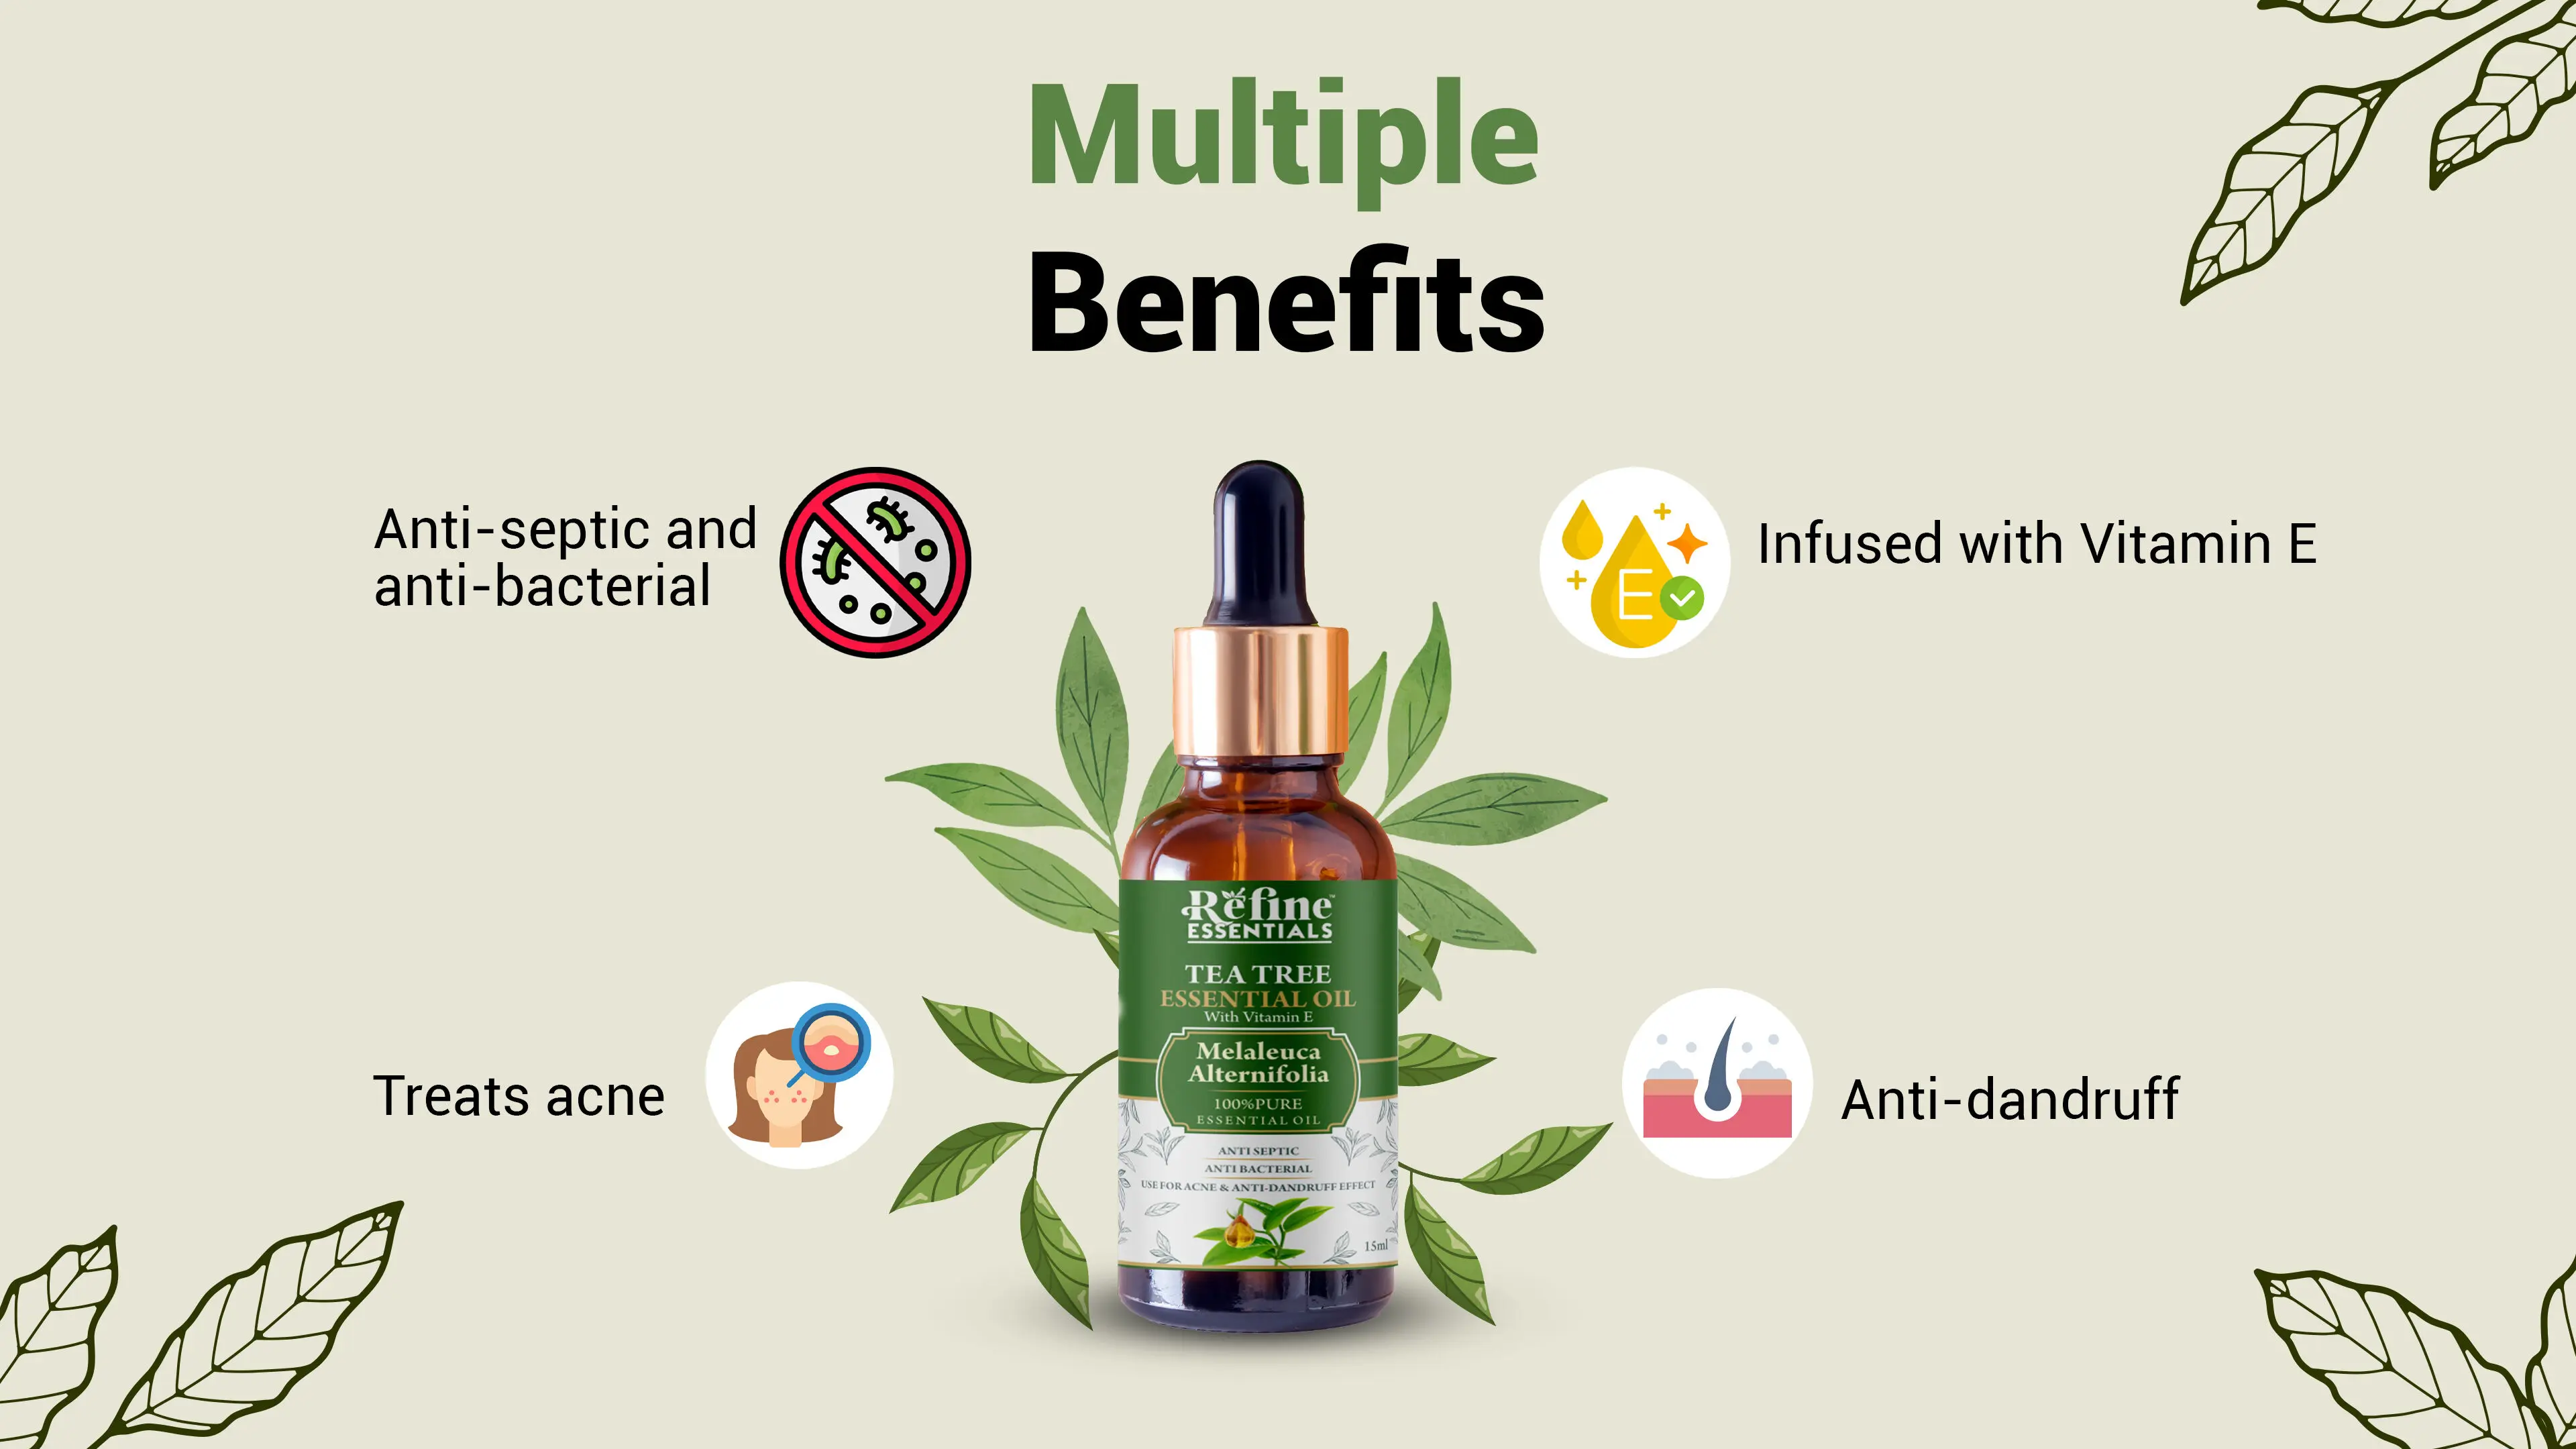 Multiple
Benefits
Anti-septic and
anti-bacterial
Infused with Vitamin E
E
Treats acne
Anti-dandruff
Refine™
ESSENTIALS
TEA TREE
ESSENTIAL OIL
With Vitamin E
Melaleuca
Alternifolia
100%PURE
ESSENTIAL OIL
ANTI SEPTIC
ANTI BACTERIAL
USE FOR ACNE & ANTI-DANDRUFF EFFECT
15ml